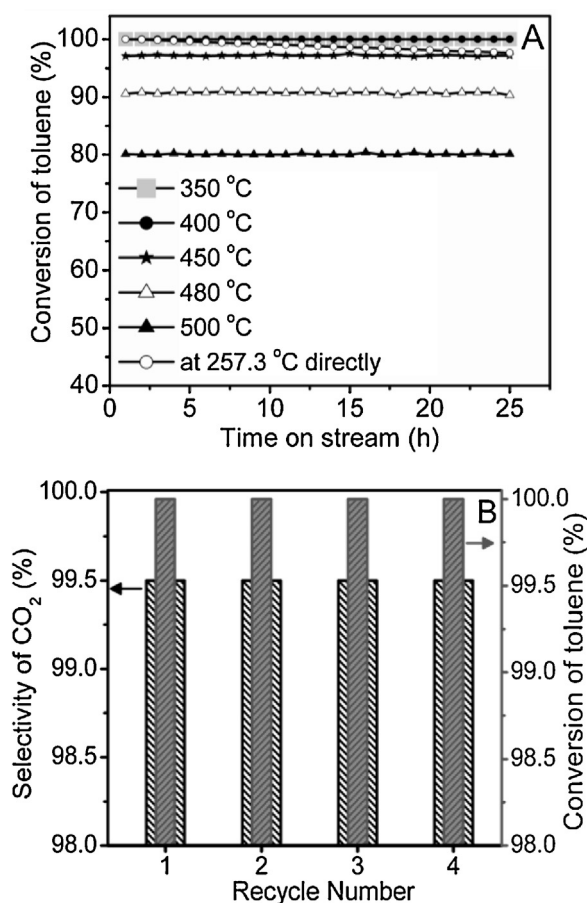 A
Conversion of toluene (%)
100
90
80
70
60
50
40
350 °C
400 °C
450 °C
480 °C
500 °C
at 257.3 °C directly
0 5 10 15 20 25
Time on stream (h)
B
Selectivity of CO₂ (%)
100.0
99.5
99.0
98.5
98.0
100.0
99.5
99.0
98.5
98.0
Conversion of toluene (%)
1 2 3 4
Recycle Number